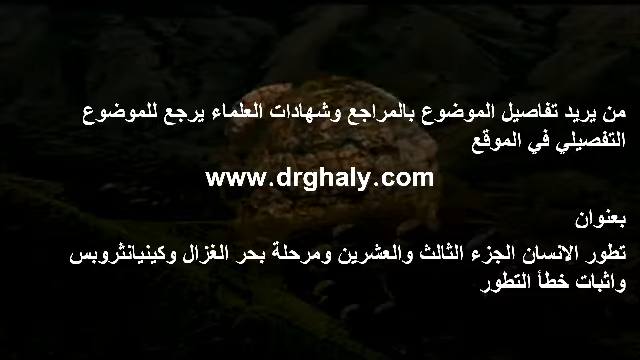 من يريد تفاصيل الموضوع بالمراجع وشهادات العلماء يرجع للموضوع
التفصيلي في الموقع
www.drghaly.com
بعنوان
تطور الانسان الجزء الثالث والعشرين ومرحلة بحر الغزال وكينيانثروبس
واثبات خطأ التطور